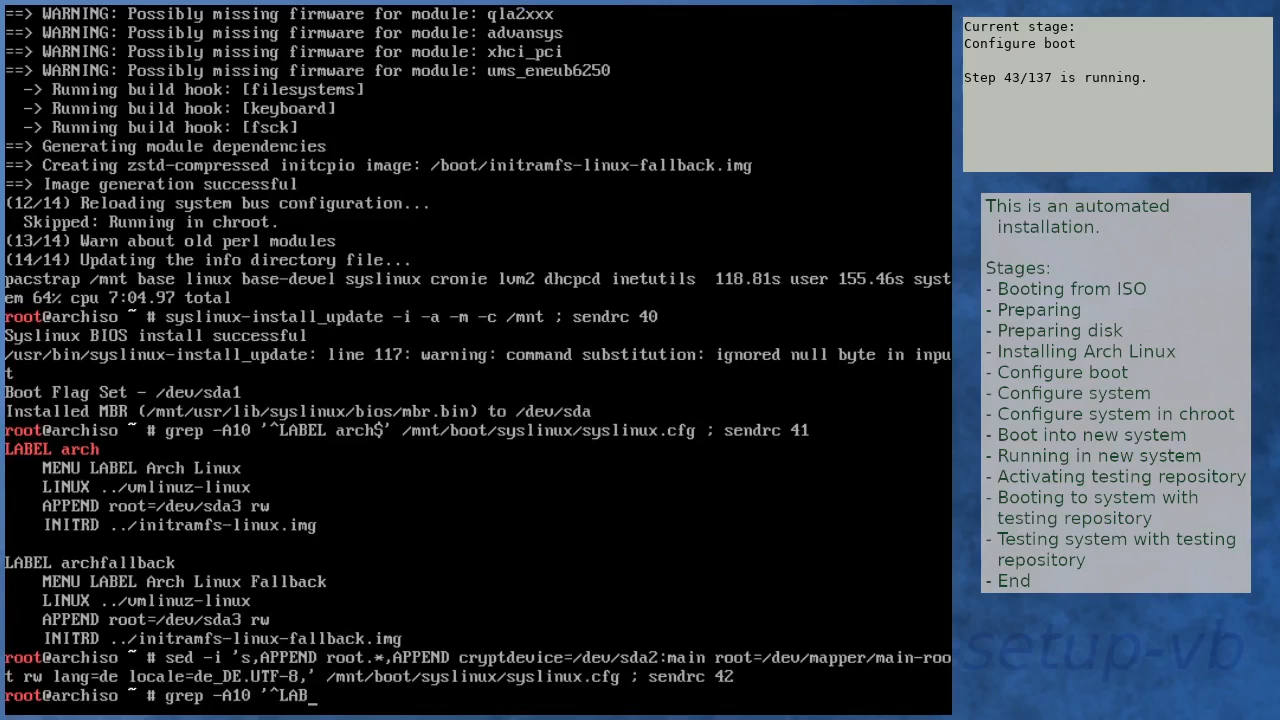 ==> WARNING: Possibly missing firmware for module: qla2xxx
==> WARNING: Possibly missing firmware for module: advansys
==> WARNING: Possibly missing firmware for module: xhci_pci
==> WARNING: Possibly missing firmware for module: ums_eneub6250
  -> Running build hook: [filesystems]
  -> Running build hook: [keyboard]
  -> Running build hook: [fsck]
==> Generating module dependencies
==> Creating zstd-compressed initcpio image: /boot/initramfs-linux-fallback.img
==> Image generation successful
(12/14) Reloading system bus configuration...
  Skipped: Running in chroot.
(13/14) Warn about old perl modules
(14/14) Updating the info directory file...
pacstrap /mnt base linux base-devel syslinux cronie lvm2 dhcpcd inetutils  118.81s user 155.46s syst
em 64% cpu 7:04.97 total
root@archiso ~ # syslinux-install_update -i -a -m -c /mnt ; sendrc 40
Syslinux BIOS install successful
/usr/bin/syslinux-install_update: line 117: warning: command substitution: ignored null byte in inpu
t
Boot Flag Set - /dev/sda1
Installed MBR (/mnt/usr/lib/syslinux/bios/mbr.bin) to /dev/sda
root@archiso ~ # grep -A10 '^LABEL arch$' /mnt/boot/syslinux/syslinux.cfg ; sendrc 41
LABEL arch
    MENU LABEL Arch Linux
    LINUX ../vmlinuz-linux
    APPEND root=/dev/sda3 rw
    INITRD ../initramfs-linux.img

LABEL archfallback
    MENU LABEL Arch Linux Fallback
    LINUX ../vmlinuz-linux
    APPEND root=/dev/sda3 rw
    INITRD ../initramfs-linux-fallback.img
root@archiso ~ # sed -i 's,APPEND root.*,APPEND cryptdevice=/dev/sda2:main root=/dev/mapper/main-roo
t rw lang=de locale=de_DE.UTF-8,' /mnt/boot/syslinux/syslinux.cfg ; sendrc 42
root@archiso ~ # grep -A10 '^LAB_
Current stage:
Configure boot

Step 43/137 is running.
This is an automated
installation.

Stages:
- Booting from ISO
- Preparing
- Preparing disk
- Installing Arch Linux
- Configure boot
- Configure system
- Configure system in chroot
- Boot into new system
- Running in new system
- Activating testing repository
- Booting to system with
testing repository
- Testing system with testing
repository
- End
setup-vb